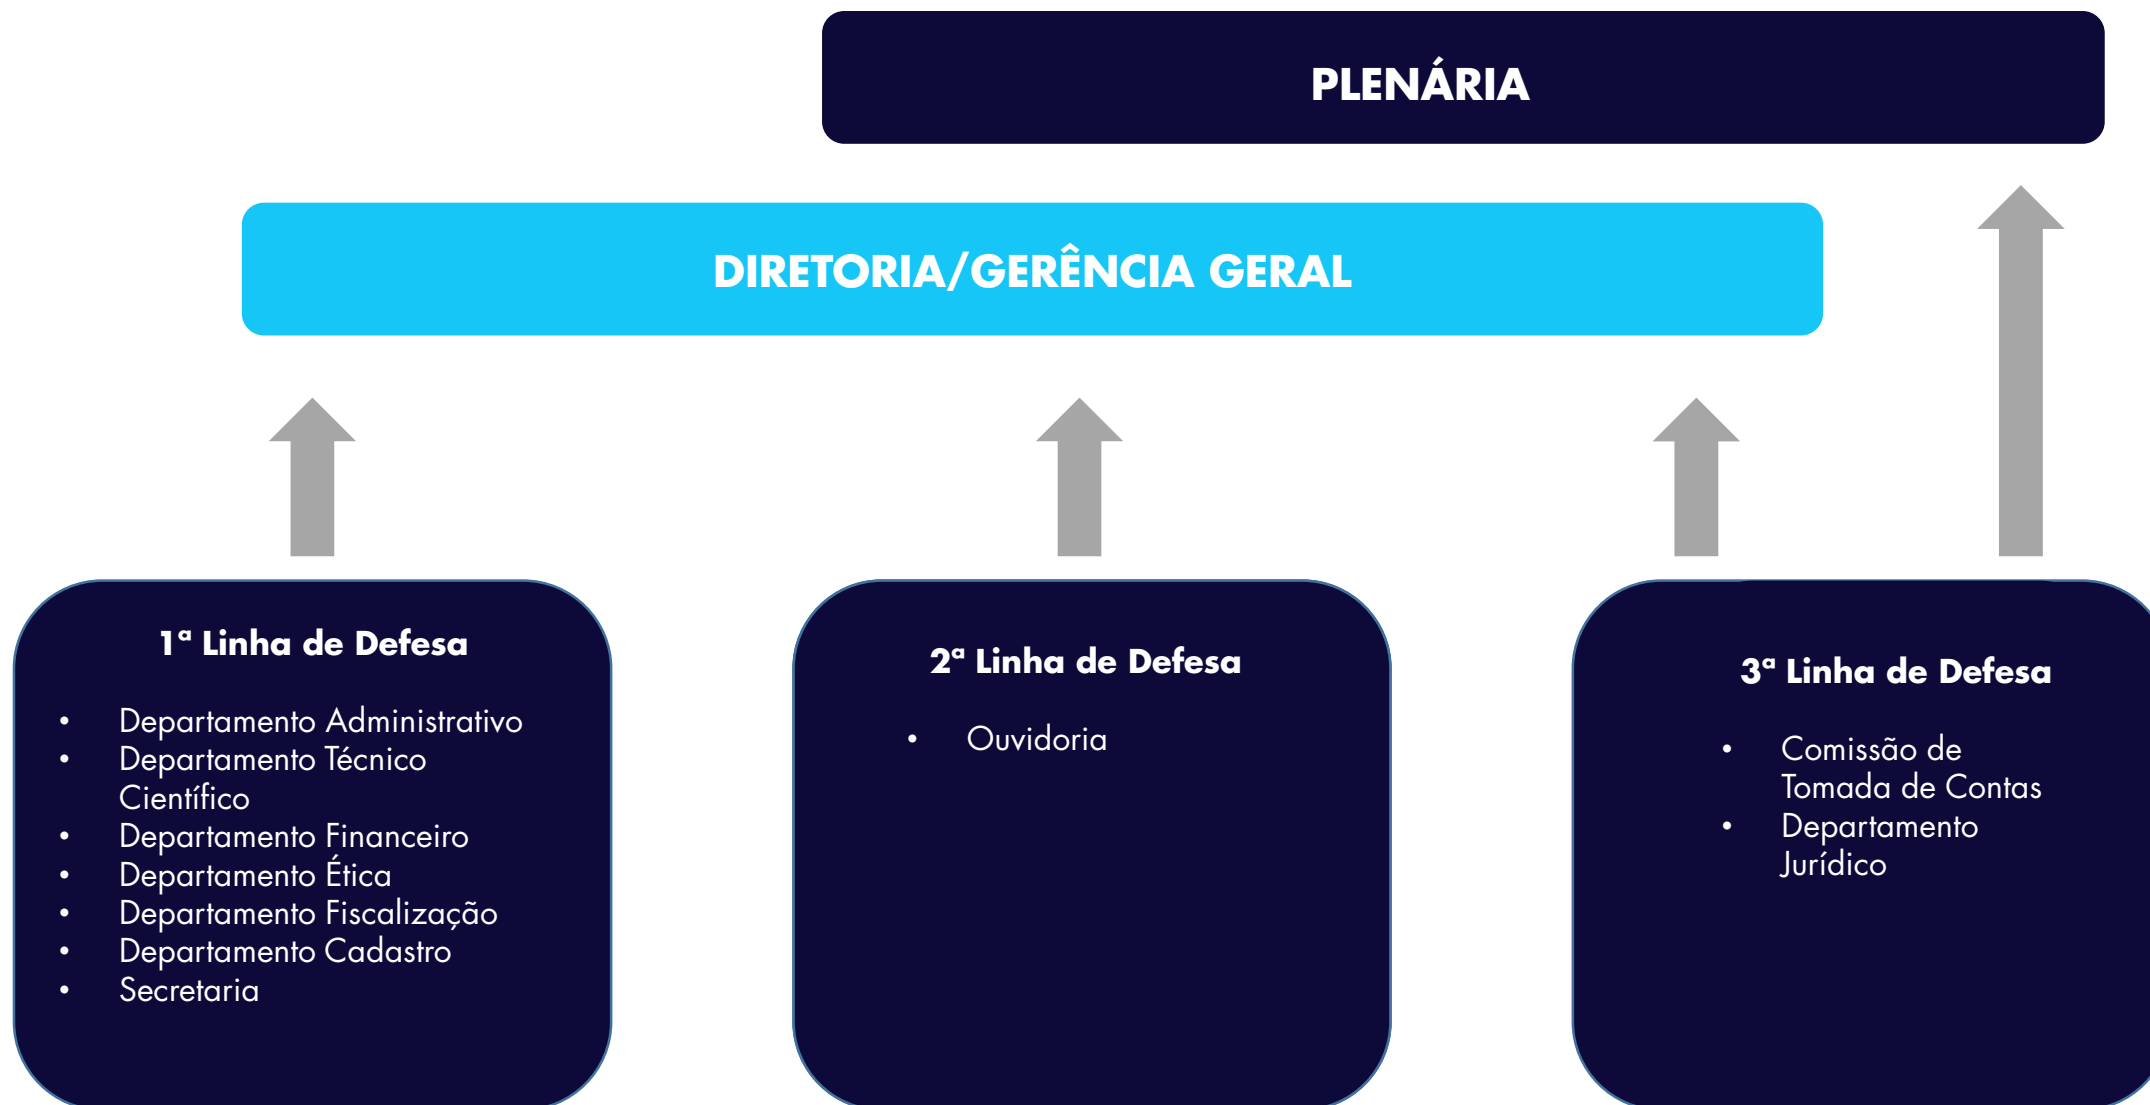 PLENÁRIA
DIRETORIA/GERÊNCIA GERAL
1ª Linha de Defesa
• Departamento Administrativo
• Departamento Técnico
Científico
• Departamento Financeiro
• Departamento Ética
• Departamento Fiscalização
• Departamento Cadastro
• Secretaria
2ª Linha de Defesa
• Ouvidoria
3ª Linha de Defesa
• Comissão de
Tomada de Contas
• Departamento
Jurídico